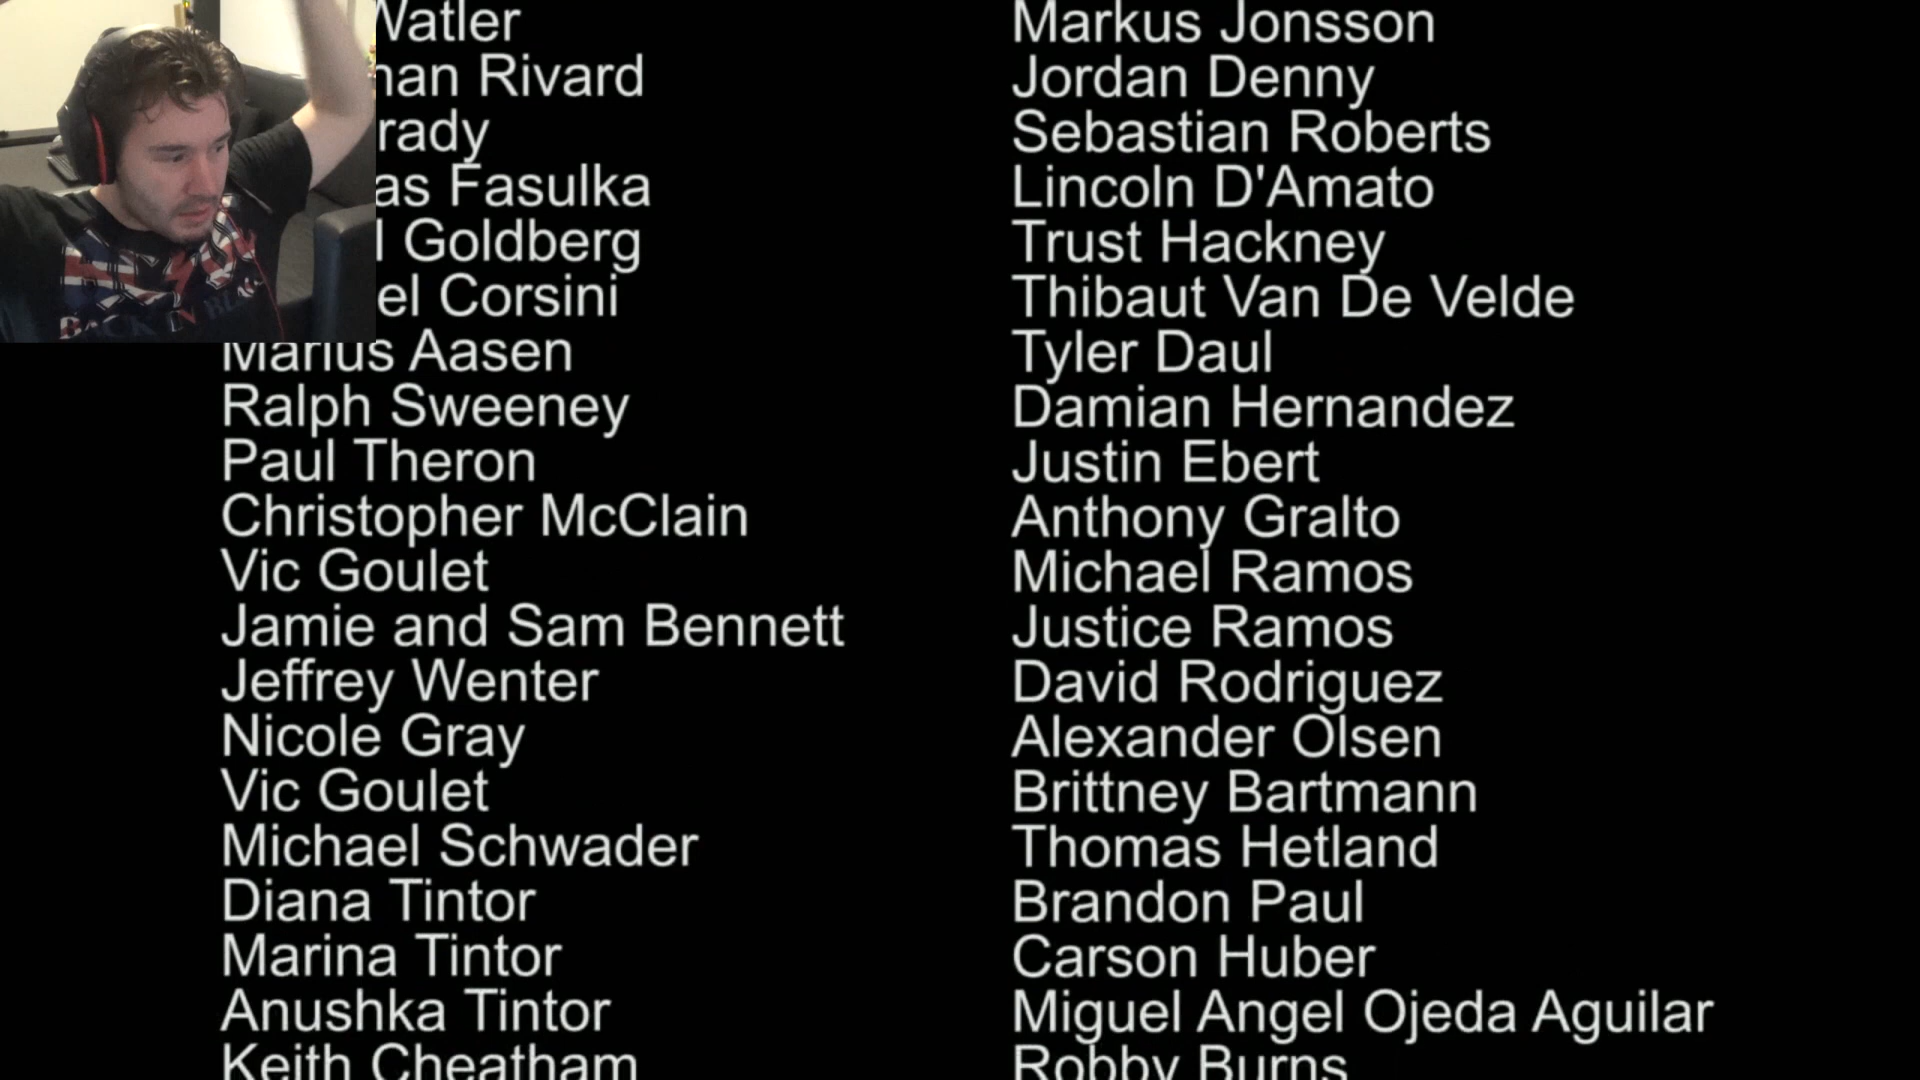 Watler
Rivard
Fasulka
Goldberg
Corsini
Marius Aasen
Ralph Sweeney
Paul Theron
Christopher McClain
Vic Goulet
Jamie and Sam Bennett
Jeffrey Wenter
Nicole Gray
Vic Goulet
Michael Schwader
Diana Tintor
Marina Tintor
Anushka Tintor
Keith Cheatham
Markus Jonsson
Jordan Denny
Sebastian Roberts
Lincoln D'Amato
Trust Hackney
Thibaut Van De Velde
Tyler Daul
Damian Hernandez
Justin Ebert
Anthony Gralto
Michael Ramos
Justice Ramos
David Rodriguez
Alexander Olsen
Brittney Bartmann
Thomas Hetland
Brandon Paul
Carson Huber
Miguel Angel Ojeda Aguilar
Robby Burns
BACK IN BLACK